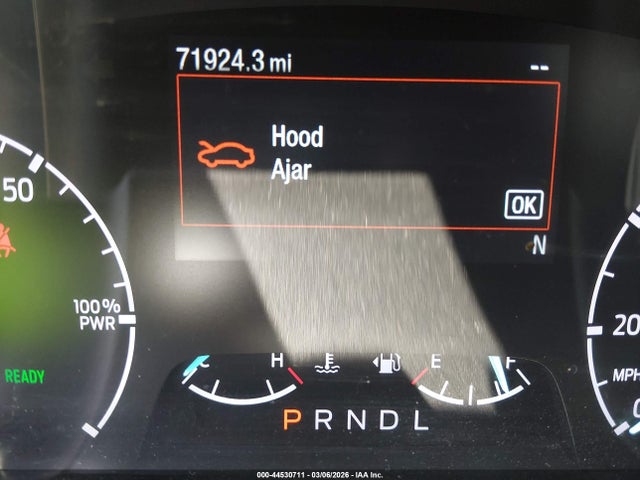 71924.3 mi
--
Hood
Ajar
OK
N
50
100%
PWR
READY
C H
E F
P R N D L
20
MPH
0
000-44530711 - 03/06/2026 - IAA Inc.